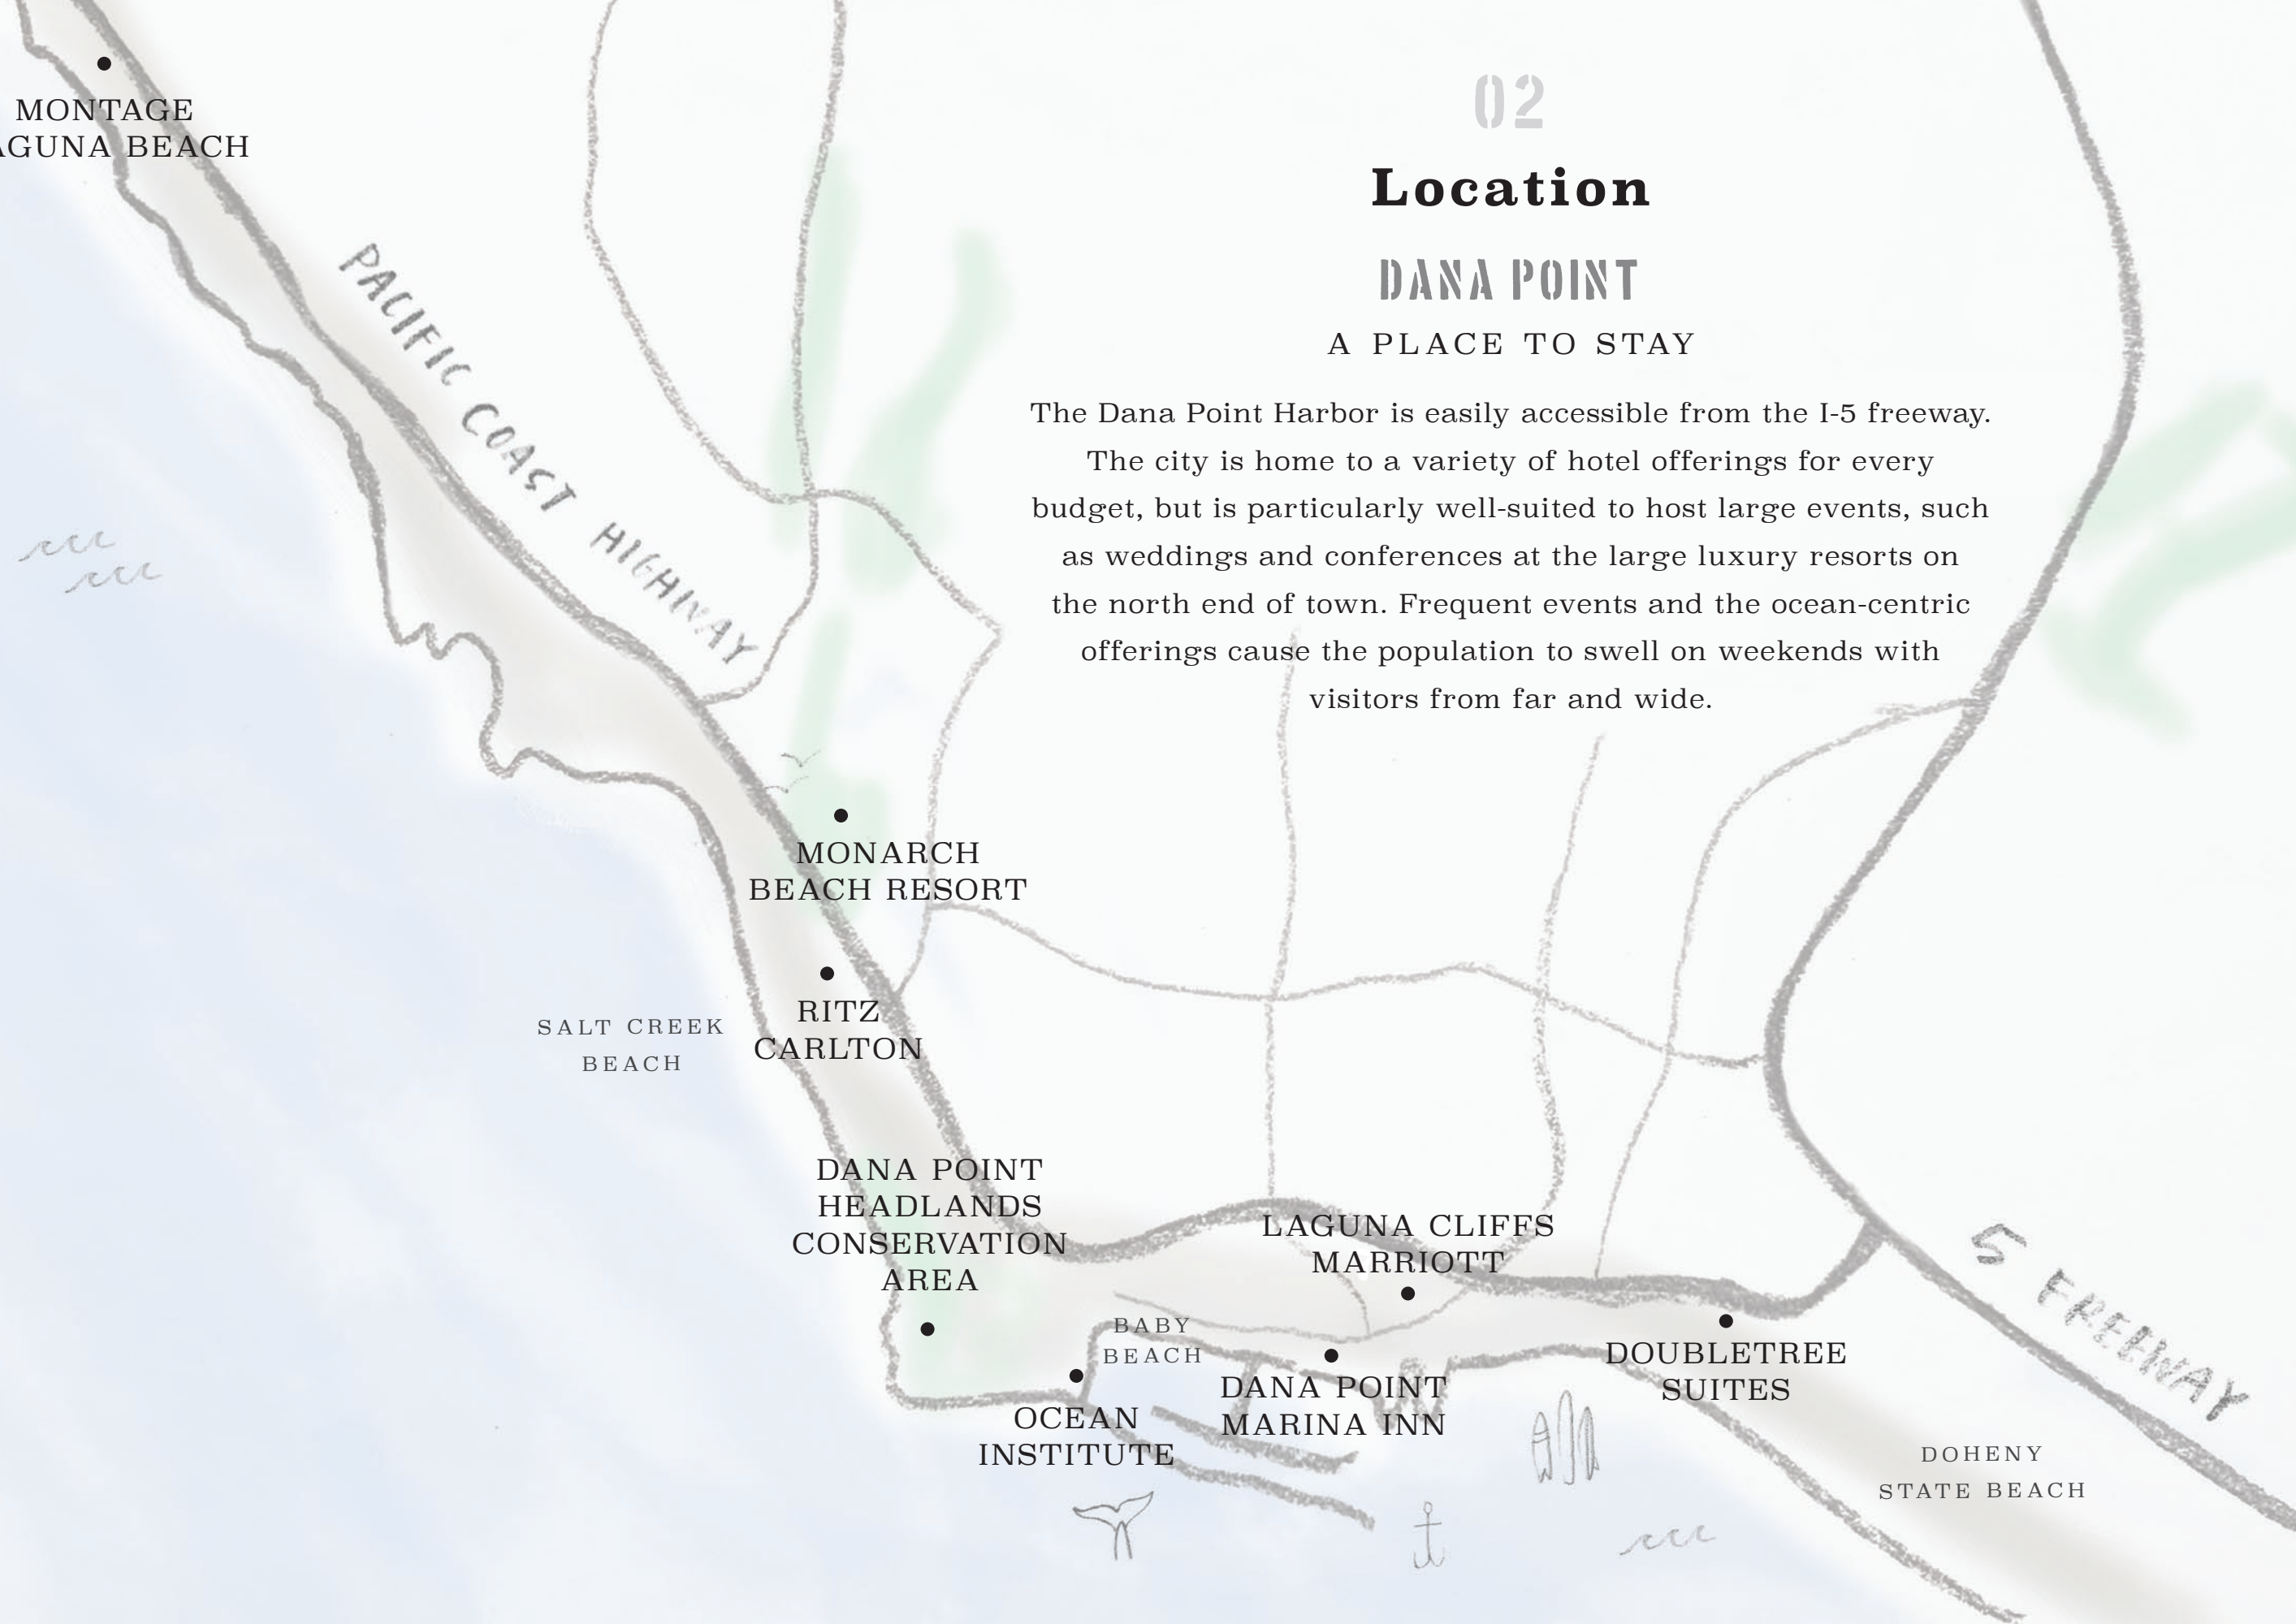 MONTAGE
LAGUNA BEACH
02
Location
DANA POINT
A PLACE TO STAY
The Dana Point Harbor is easily accessible from the I-5 freeway.
The city is home to a variety of hotel offerings for every
budget, but is particularly well-suited to host large events, such
as weddings and conferences at the large luxury resorts on
the north end of town. Frequent events and the ocean-centric
offerings cause the population to swell on weekends with
visitors from far and wide.
PACIFIC COAST HIGHWAY
MONARCH
BEACH RESORT
RITZ
CARLTON
SALT CREEK
BEACH
DANA POINT
HEADLANDS
CONSERVATION
AREA
LAGUNA CLIFFS
MARRIOTT
BABY
BEACH
OCEAN
INSTITUTE
DANA POINT
MARINA INN
DOUBLETREE
SUITES
5 FREEWAY
DOHENY
STATE BEACH